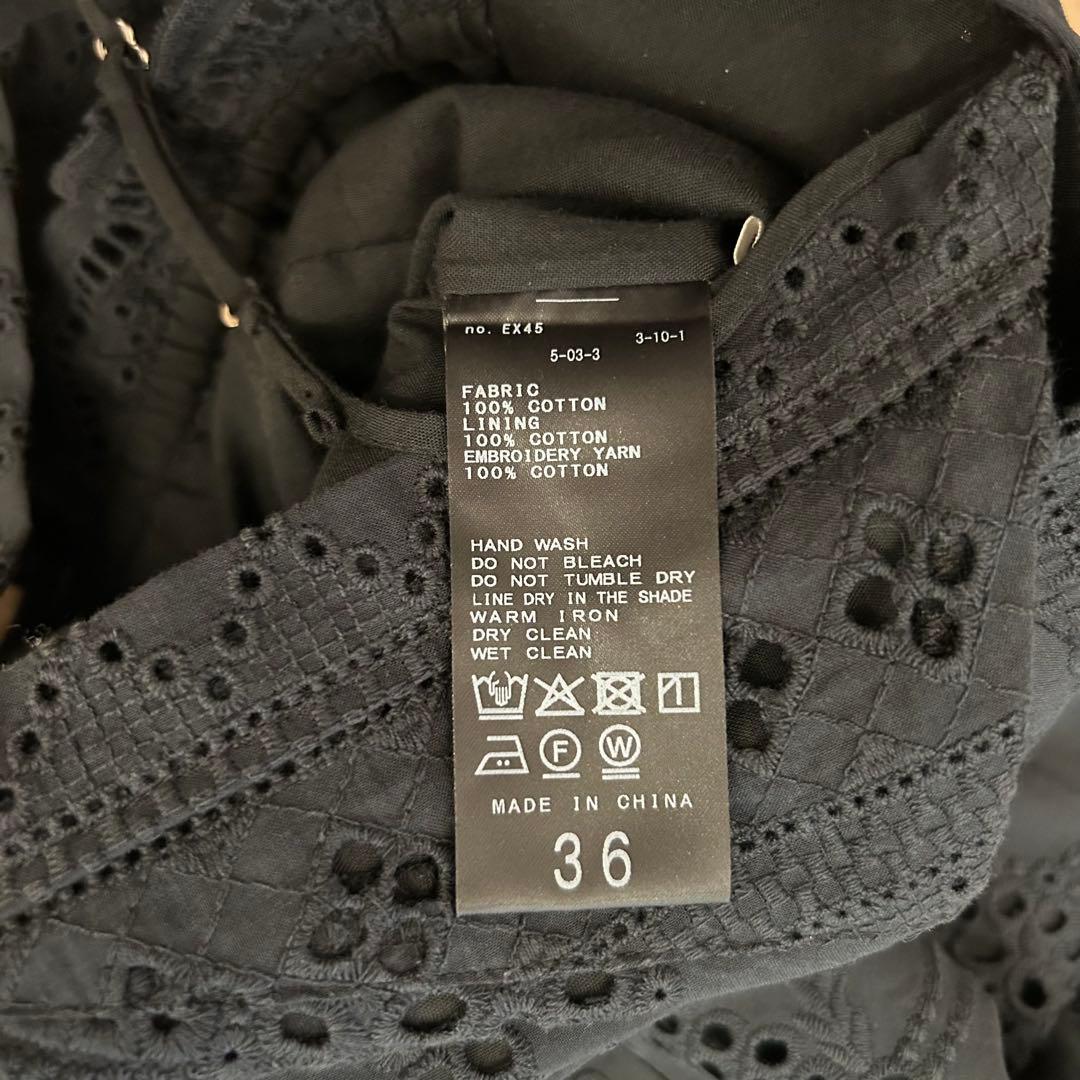 no. EX45
3-10-1
5-03-3
FABRIC
100% COTTON
LINING
100% COTTON
EMBROIDERY YARN
100% COTTON
HAND WASH
DO NOT BLEACH
DO NOT TUMBLE DRY
LINE DRY IN THE SHADE
WARM IRON
DRY CLEAN
WET CLEAN
F W
MADE IN CHINA
36